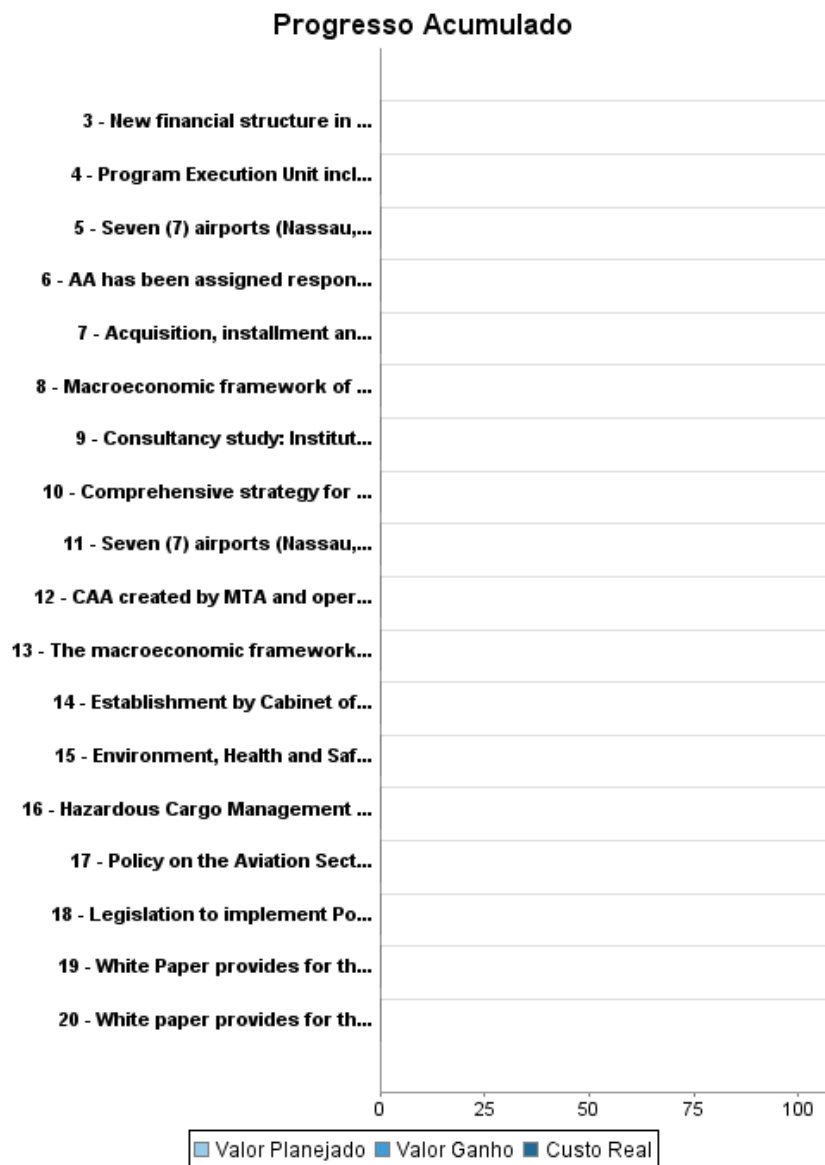 Progresso Acumulado
3 - New financial structure in ...
4 - Program Execution Unit incl...
5 - Seven (7) airports (Nassau,...
6 - AA has been assigned respon...
7 - Acquisition, installment an...
8 - Macroeconomic framework of ...
9 - Consultancy study: Institut...
10 - Comprehensive strategy for ...
11 - Seven (7) airports (Nassau,...
12 - CAA created by MTA and oper...
13 - The macroeconomic framework...
14 - Establishment by Cabinet of...
15 - Environment, Health and Saf...
16 - Hazardous Cargo Management ...
17 - Policy on the Aviation Sect...
18 - Legislation to implement Po...
19 - White Paper provides for th...
20 - White paper provides for th...
0 25 50 75 100
Valor Planejado Valor Ganho Custo Real